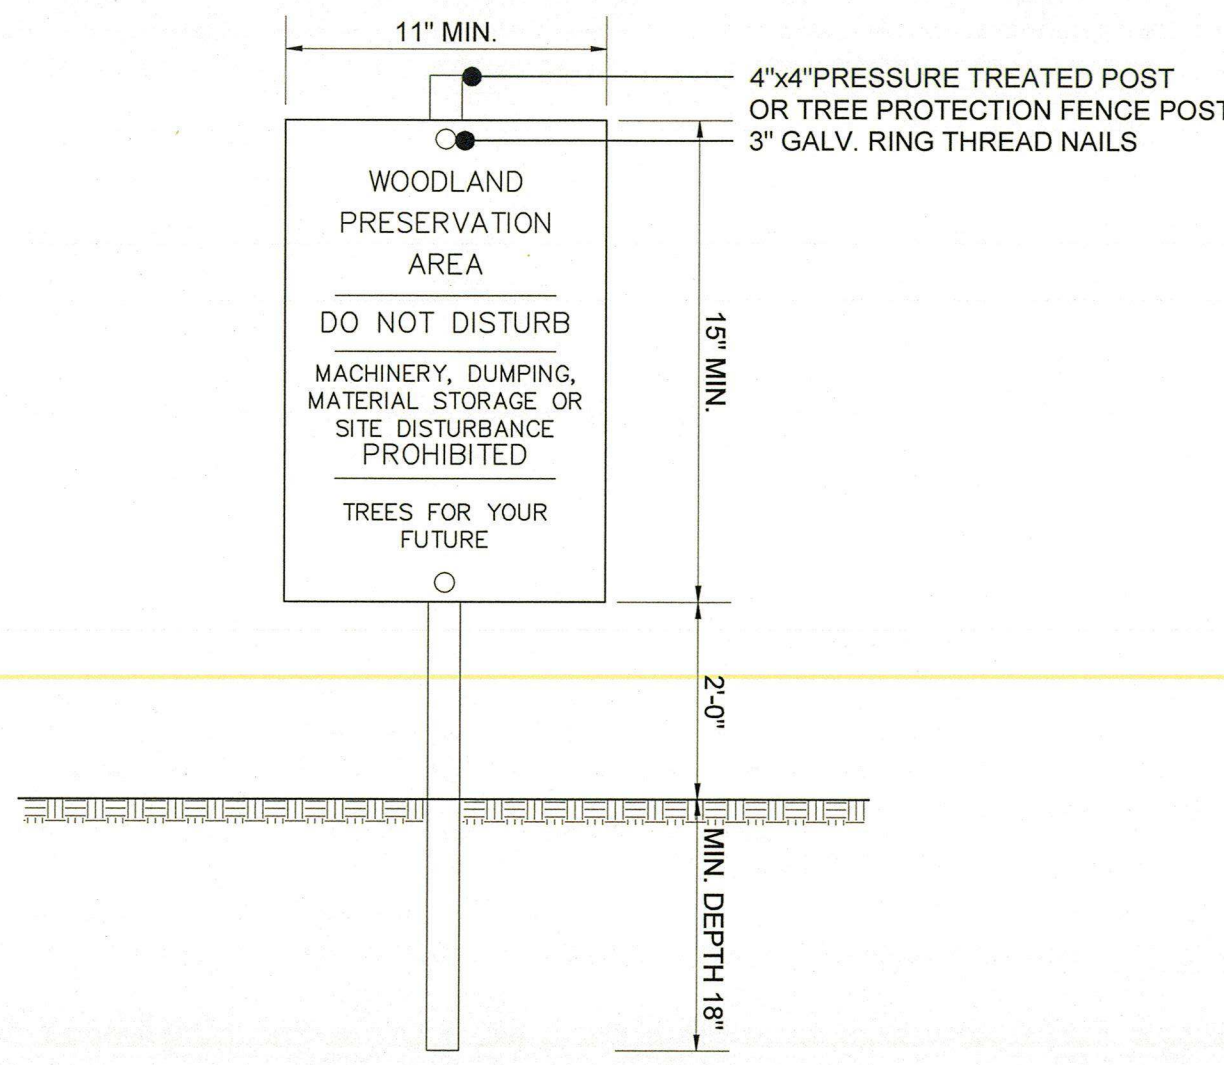 11" MIN.
4"x4"PRESSURE TREATED POST
OR TREE PROTECTION FENCE POST
3" GALV. RING THREAD NAILS
WOODLAND
PRESERVATION
AREA
DO NOT DISTURB
MACHINERY, DUMPING,
MATERIAL STORAGE OR
SITE DISTURBANCE
PROHIBITED
TREES FOR YOUR
FUTURE
15" MIN.
2'-0"
MIN. DEPTH 18"